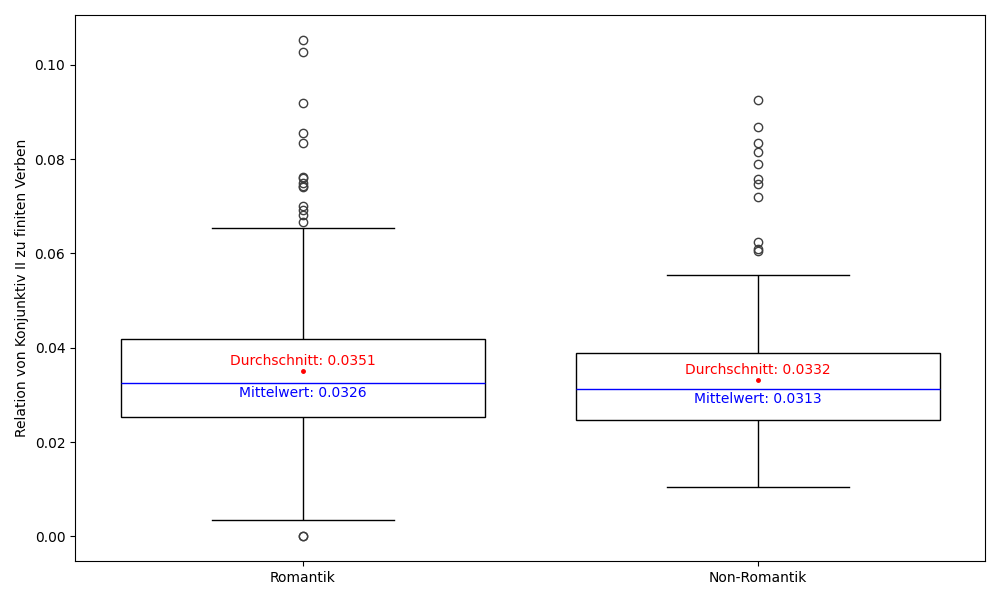 Relation von Konjunktiv II zu finiten Verben
0.10
0.08
0.06
0.04
0.02
0.00
Durchschnitt: 0.0351
Mittelwert: 0.0326
Durchschnitt: 0.0332
Mittelwert: 0.0313
Romantik
Non-Romantik